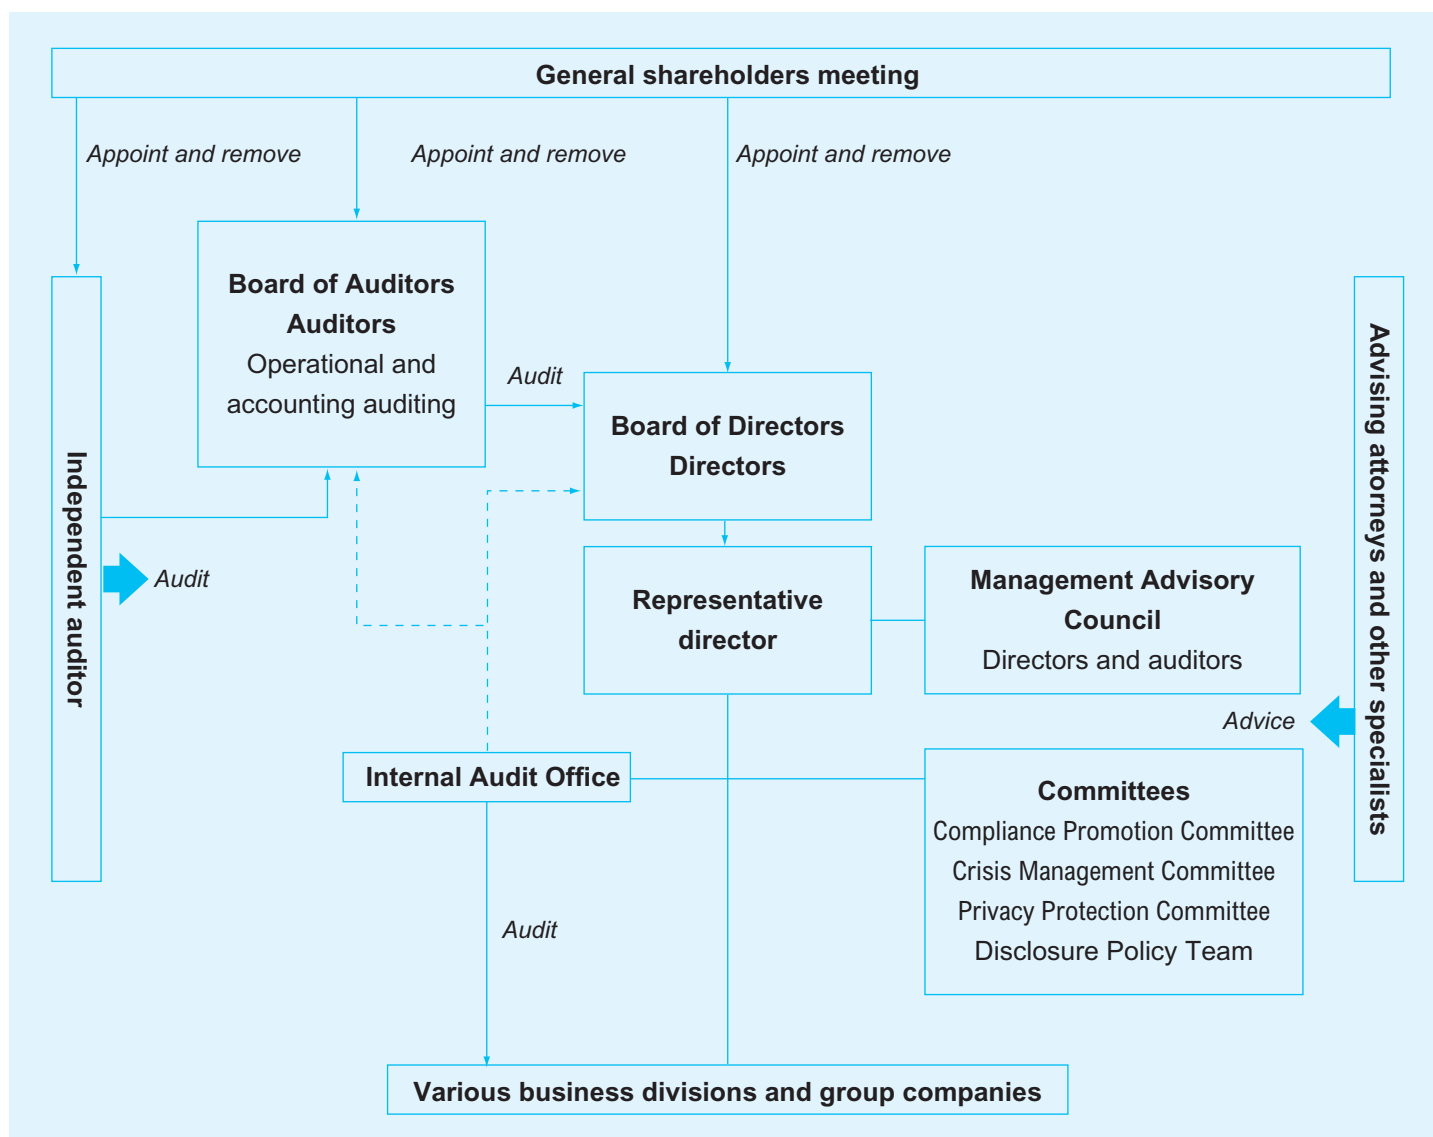 General shareholders meeting
Appoint and remove
Appoint and remove
Appoint and remove
Board of Auditors
Auditors
Operational and
accounting auditing
Audit
Board of Directors
Directors
Independent auditor
Audit
Representative
director
Management Advisory
Council
Directors and auditors
Advising attorneys and other specialists
Advice
Internal Audit Office
Committees
Compliance Promotion Committee
Crisis Management Committee
Privacy Protection Committee
Disclosure Policy Team
Audit
Various business divisions and group companies